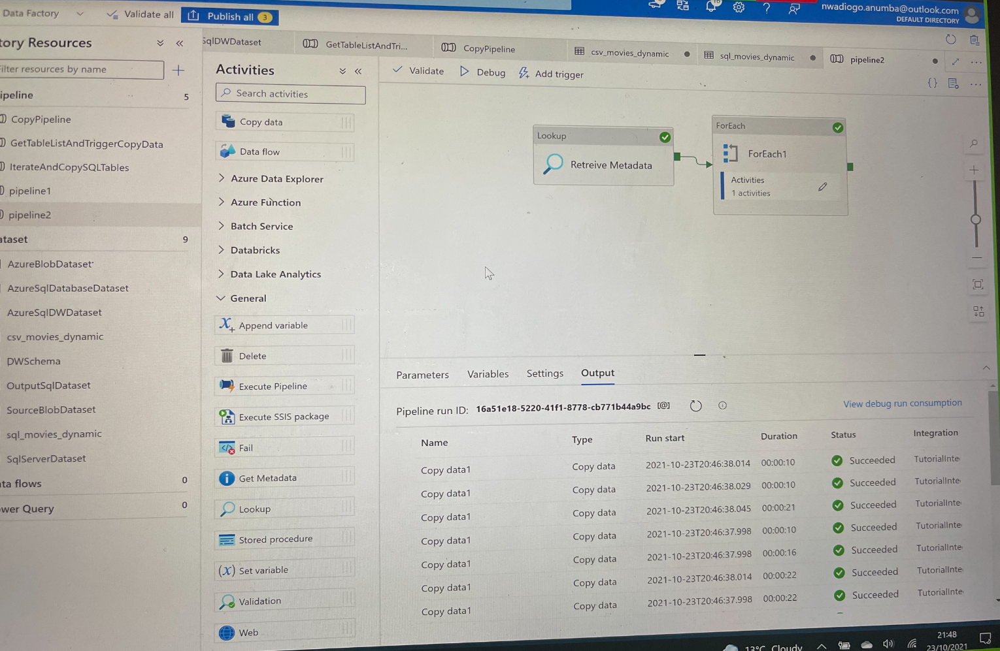 Data Factory
Validate all
Publish all 3
nwadiogo.anumba@outlook.com
DEFAULT DIRECTORY
tory Resources
SqlDWDataset
GetTableListAndTri...
CopyPipeline
csv_movies_dynamic
sql_movies_dynamic
pipeline2
ilter resources by name
ipeline 5
CopyPipeline
GetTableListAndTriggerCopyData
IterateAndCopySQLTables
pipeline1
pipeline2
ataset 9
AzureBlobDataset
AzureSqlDatabaseDataset
AzureSqlDWDataset
csv_movies_dynamic
DWSchema
OutputSqlDataset
SourceBlobDataset
sql_movies_dynamic
SqlServerDataset
ata flows 0
ower Query 0
Activities
Search activities
Copy data
Data flow
Azure Data Explorer
Azure Function
Batch Service
Databricks
Data Lake Analytics
General
Append variable
Delete
Execute Pipeline
Execute SSIS package
Fail
Get Metadata
Lookup
Stored procedure
Set variable
Validation
Web
Validate
Debug
Add trigger
Lookup
Retreive Metadata
ForEach
ForEach1
Activities
1 activities
Parameters Variables Settings Output
Pipeline run ID: 16a51e18-5220-41f1-8778-cb771b44a9bc [@]
View debug run consumption
Name Type Run start Duration Status Integration
Copy data1 Copy data 2021-10-23T20:46:38.014 00:00:10 Succeeded TutorialInte
Copy data1 Copy data 2021-10-23T20:46:38.029 00:00:10 Succeeded TutorialInte
Copy data1 Copy data 2021-10-23T20:46:38.045 00:00:21 Succeeded TutorialInte
Copy data1 Copy data 2021-10-23T20:46:37.998 00:00:10 Succeeded TutorialInte
Copy data1 Copy data 2021-10-23T20:46:37.998 00:00:16 Succeeded TutorialInte
Copy data1 Copy data 2021-10-23T20:46:38.014 00:00:22 Succeeded TutorialInte
Copy data1 Copy data 2021-10-23T20:46:37.998 00:00:22 Succeeded TutorialInte
13°C Cloudy
21:48
23/10/2021